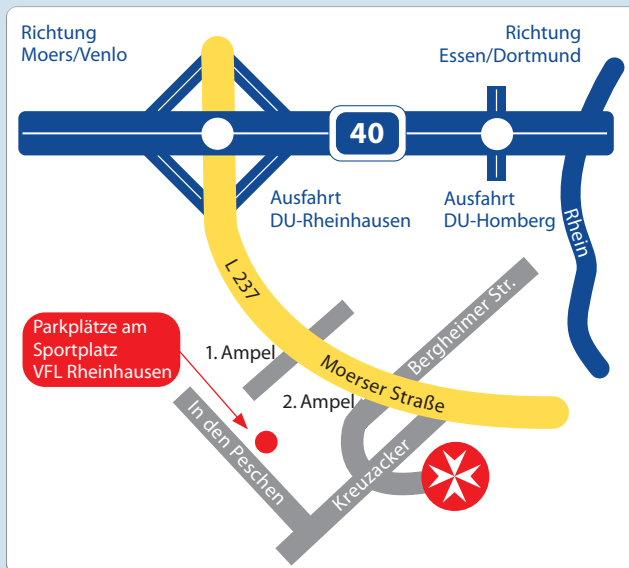 Richtung
Moers/Venlo
Richtung
Essen/Dortmund
40
Ausfahrt
DU-Rheinhausen
Ausfahrt
DU-Homberg
Rhein
L 237
Bergheimer Str.
Parkplätze am
Sportplatz
VFL Rheinhausen
1. Ampel
Moerser Straße
2. Ampel
In den Peschen
Kreuzacker